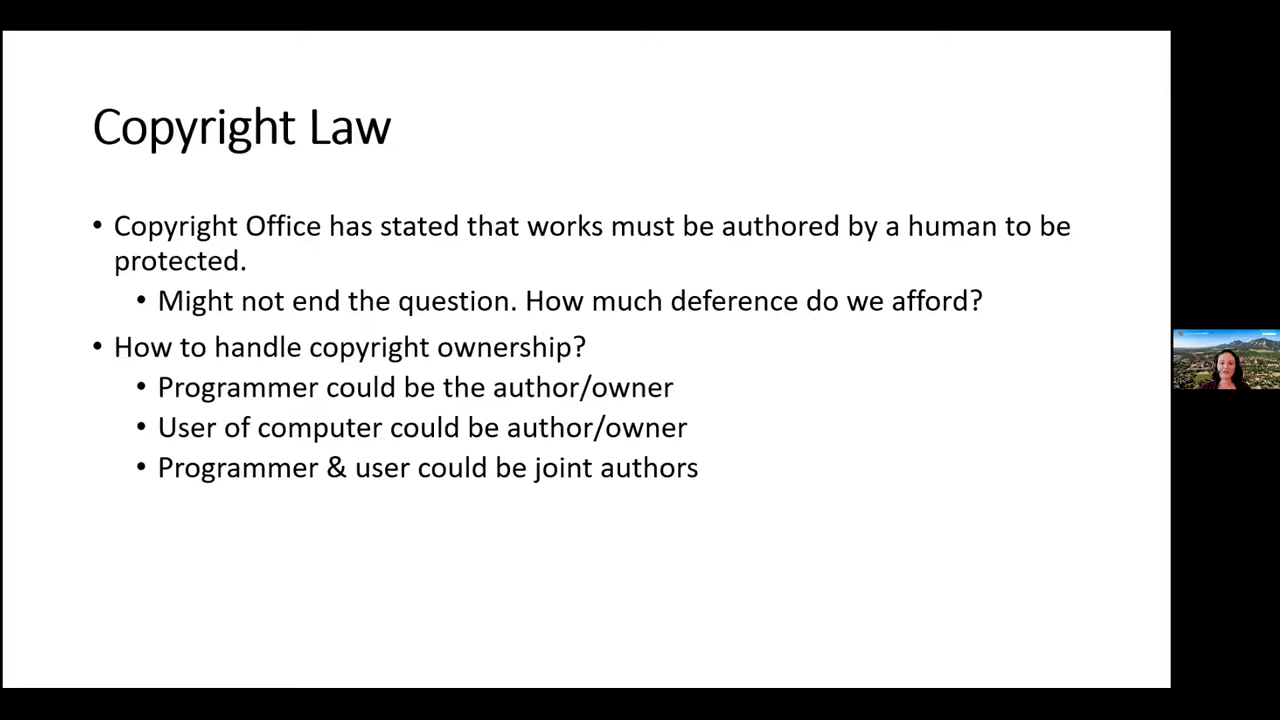 Copyright Law
• Copyright Office has stated that works must be authored by a human to be
protected.
• Might not end the question. How much deference do we afford?
• How to handle copyright ownership?
• Programmer could be the author/owner
• User of computer could be author/owner
• Programmer & user could be joint authors